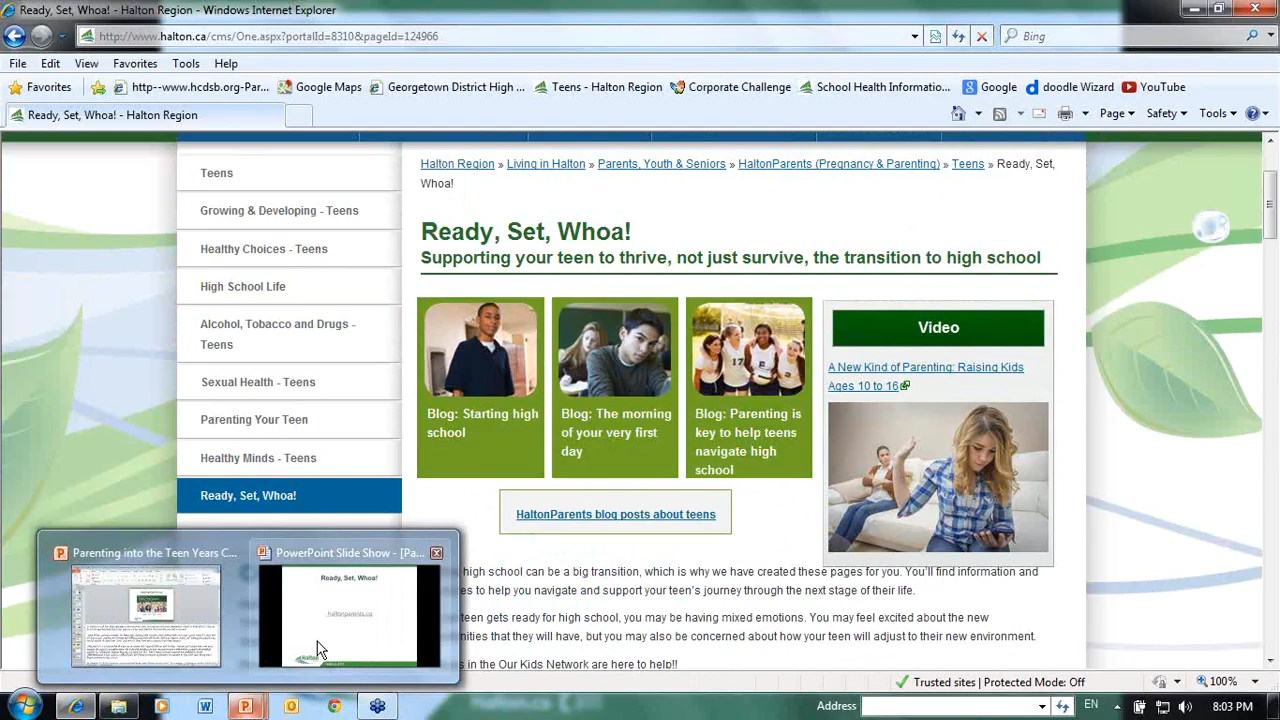 Ready, Set, Whoa! - Halton Region - Windows Internet Explorer
http://www.halton.ca/cms/One.aspx?portalId=8310&pageId=124966
Bing
File Edit View Favorites Tools Help
Favorites http--www.hcdsb.org-Par... Google Maps Georgetown District High ... Teens - Halton Region Corporate Challenge School Health Informatio... Google doodle Wizard YouTube
Ready, Set, Whoa! - Halton Region
Page Safety Tools
Halton Region » Living in Halton » Parents, Youth & Seniors » HaltonParents (Pregnancy & Parenting) » Teens » Ready, Set,
Whoa!
Teens
Growing & Developing - Teens
Healthy Choices - Teens
High School Life
Alcohol, Tobacco and Drugs -
Teens
Sexual Health - Teens
Parenting Your Teen
Healthy Minds - Teens
Ready, Set, Whoa!
Ready, Set, Whoa!
Supporting your teen to thrive, not just survive, the transition to high school
Blog: Starting high
school
Blog: The morning
of your very first
day
Blog: Parenting is
key to help teens
navigate high
school
Video
A New Kind of Parenting: Raising Kids
Ages 10 to 16
HaltonParents blog posts about teens
high school can be a big transition, which is why we have created these pages for you. You'll find information and
es to help you navigate and support your teen's journey through the next stage of their life.
teen gets ready for high school, you may be having mixed emotions: You may feel excited about the new
nities that they will have, but you may also be concerned about how your teen will adjust to their new environment.
s in the Our Kids Network are here to help!!
Parenting into the Teen Years C...
PowerPoint Slide Show - [Pa...
Ready, Set, Whoa!
haltonparents.ca
Trusted sites | Protected Mode: Off
100%
Address
EN
8:03 PM